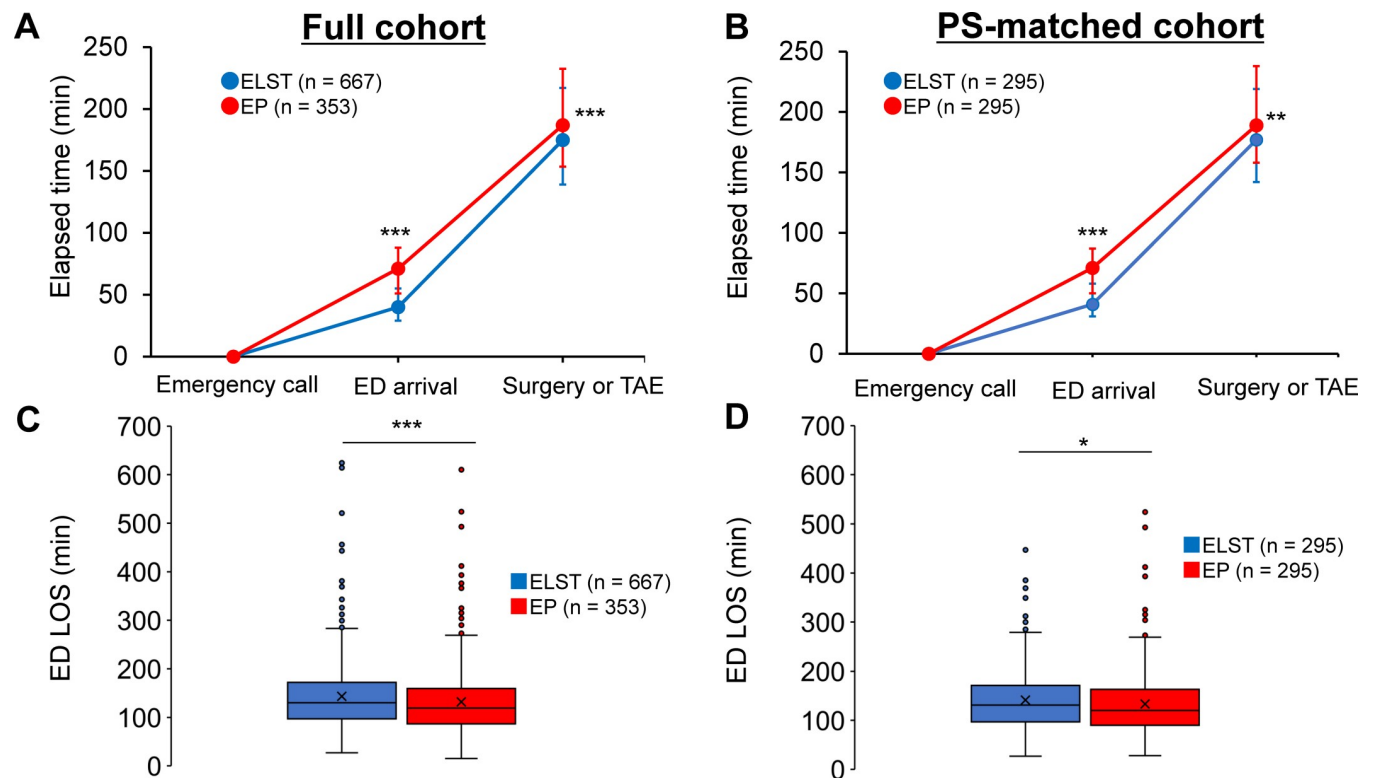 A
Full cohort
Elapsed time (min)
250
200
150
100
50
0
ELST (n = 667)
EP (n = 353)
***
***
Emergency call
ED arrival
Surgery or TAE
B
PS-matched cohort
Elapsed time (min)
250
200
150
100
50
0
ELST (n = 295)
EP (n = 295)
***
**
Emergency call
ED arrival
Surgery or TAE
C
ED LOS (min)
700
600
500
400
300
200
100
0
***
ELST (n = 667)
EP (n = 353)
D
ED LOS (min)
700
600
500
400
300
200
100
0
*
ELST (n = 295)
EP (n = 295)